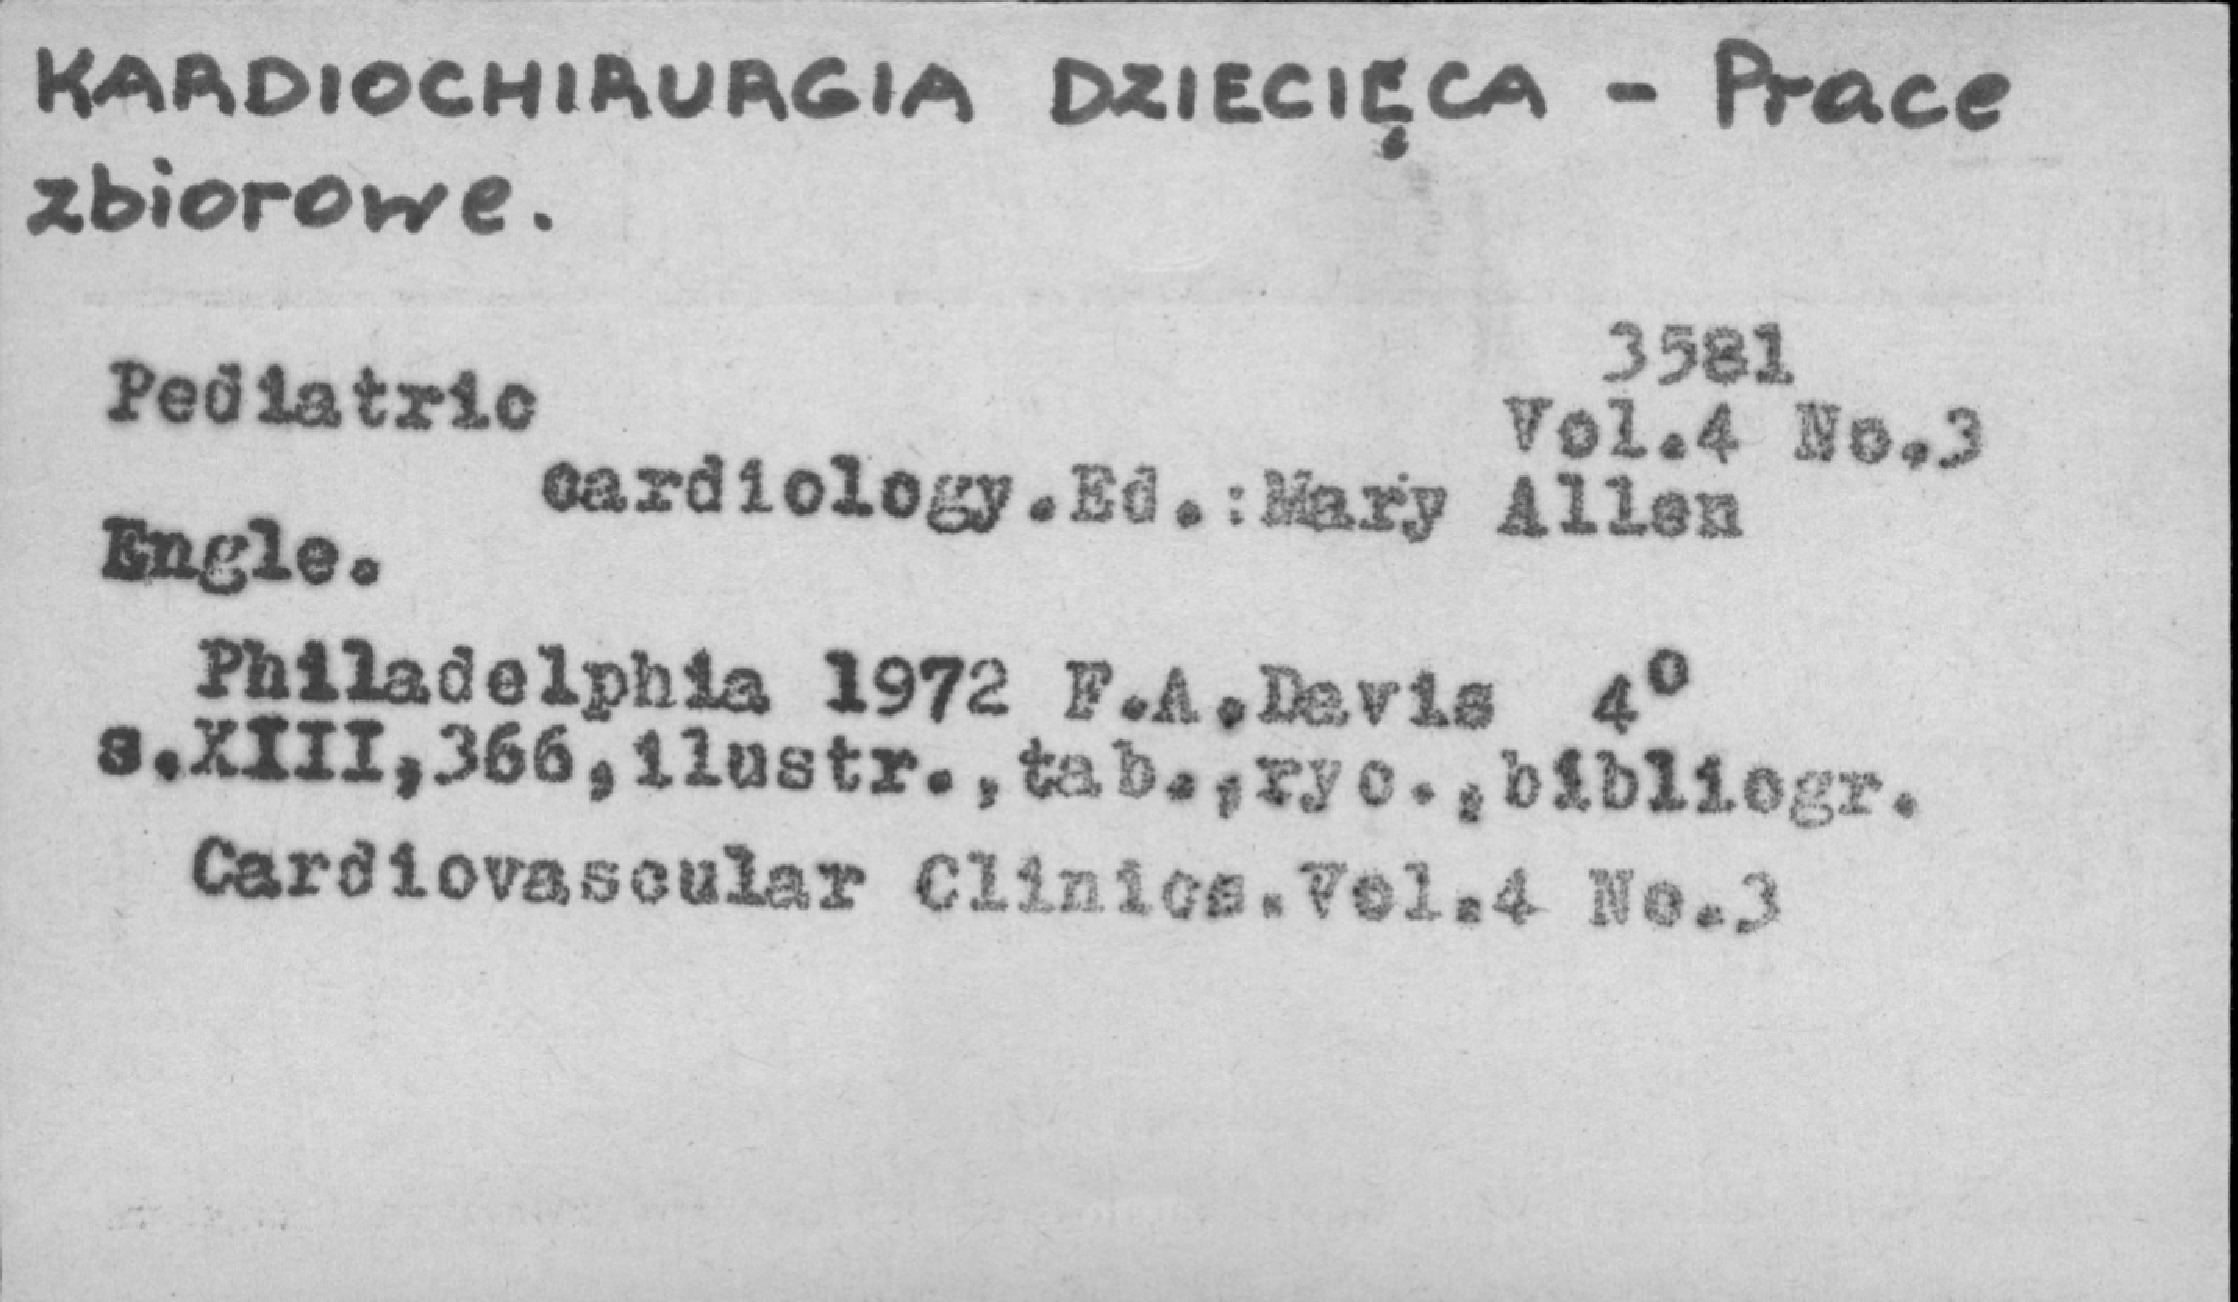 KARDIOCHIRURGIA DZIECIĘCA - Prace
zbiorowe.
3581
Vol.4 No.3
Pediatric
cardiology.Ed.:Mary Allen
Engle.
Philadelphia 1972 F.A.Davis 4º
s.XIII,366,ilustr.,tab.,ryc.,bibliogr.
Cardiovascular Clinics.Vol.4 No.3